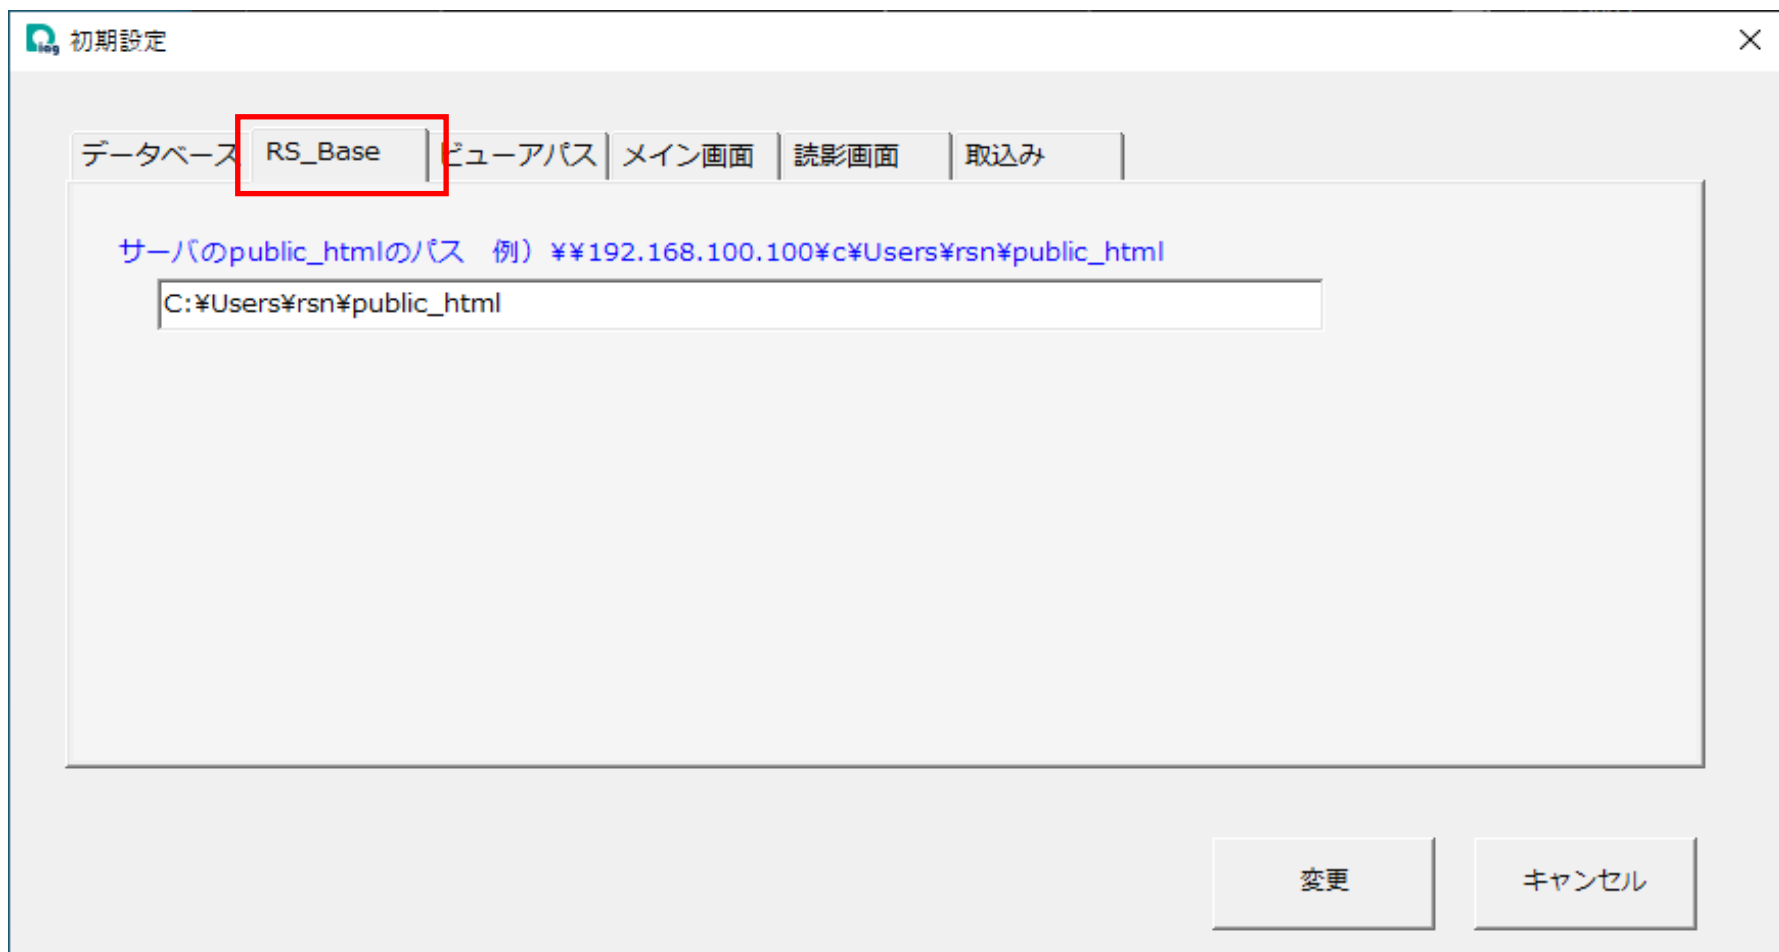 初期設定
データベース RS_Base ビューアパス メイン画面 読影画面 取込み
サーバのpublic_htmlのパス　例）¥¥192.168.100.100¥c¥Users¥rsn¥public_html
C:¥Users¥rsn¥public_html
変更 キャンセル